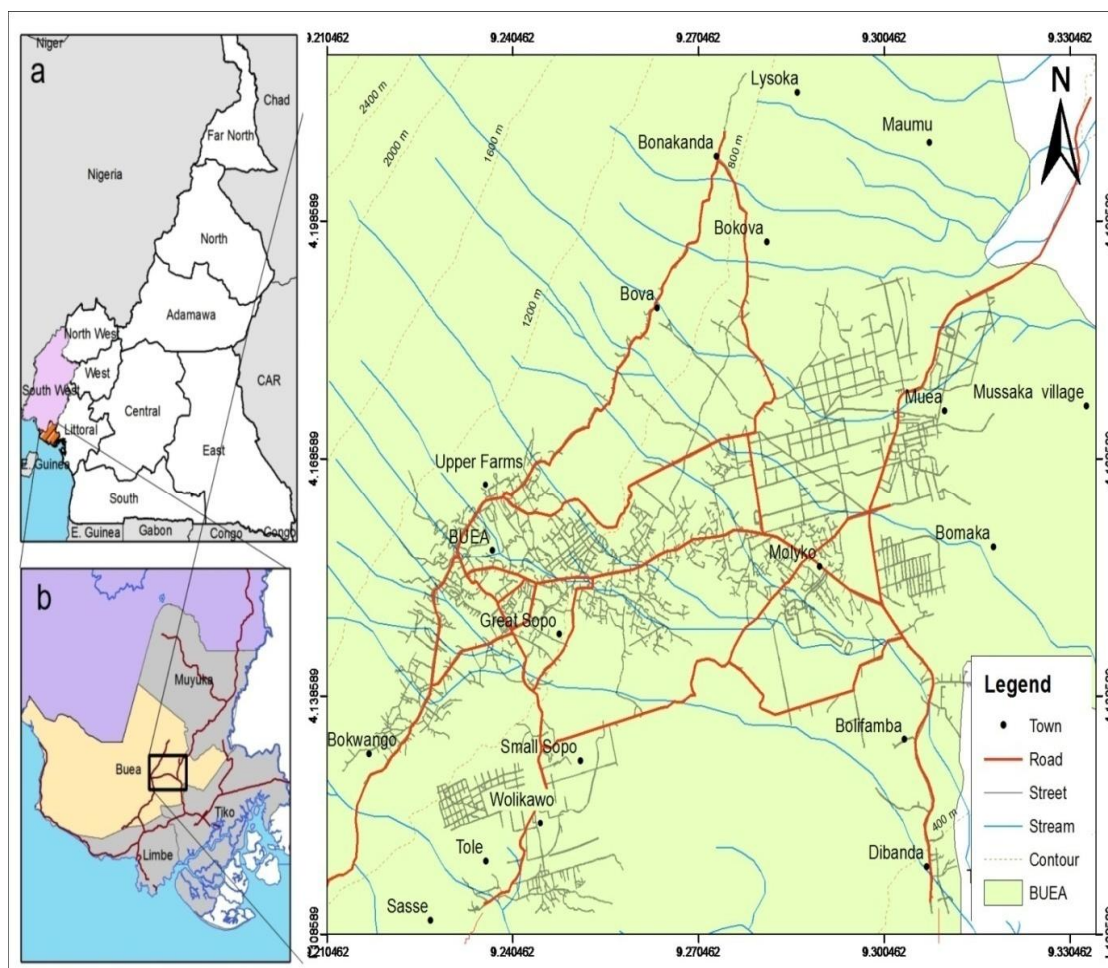 a
Niger
Chad
Far North
Nigeria
North
Adamawa
North West
West
South West
Central
CAR
Littoral
East
E. Guinea
South
E. Guinea
Gabon
Congo
Congo
b
Muyuka
Buea
Tiko
Limbe
9.210462
9.240462
9.270462
9.300462
9.330462
N
Lysoka
2400 m
2000 m
1600 m
800 m
Maumu
Bonakanda
4.198589
Bokova
Bova
1200 m
Muea
Mussaka village
4.168589
Upper Farms
BUEA
Bomaka
Molyko
Great Sopo
4.138589
Bokwango
Small Sopo
Bolifamba
Wolikawo
400 m
Tole
Dibanda
Sasse
4.108589
Legend
Town
Road
Street
Stream
Contour
BUEA
9.210462
9.240462
9.270462
9.300462
9.330462